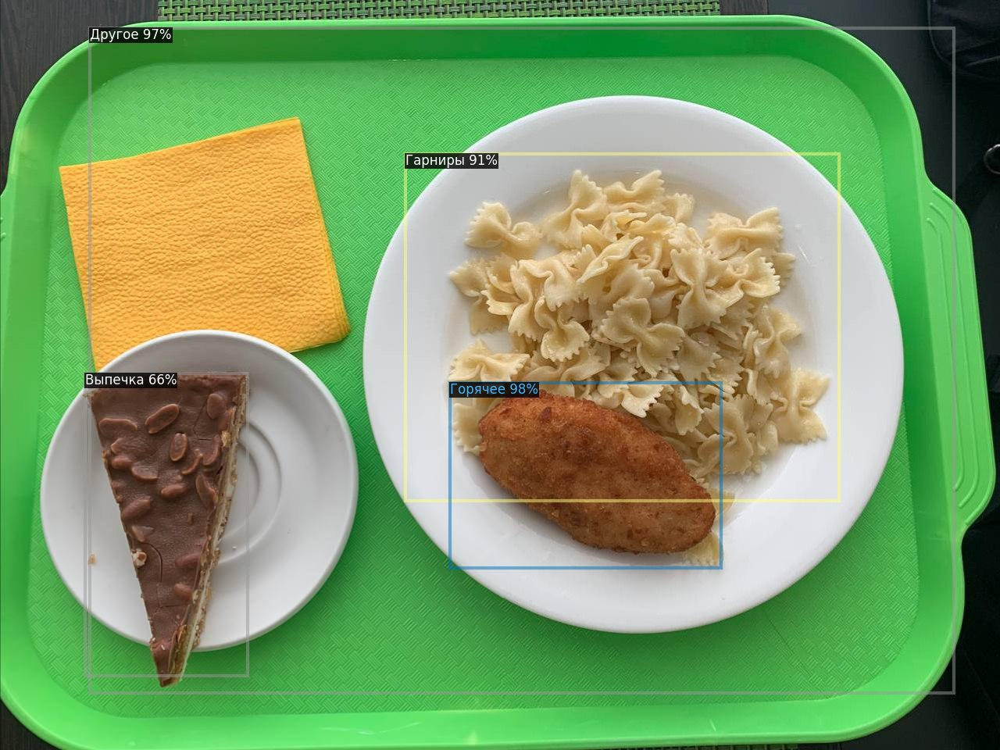 Другое 97%
Гарниры 91%
Выпечка 66%
Горячее 98%